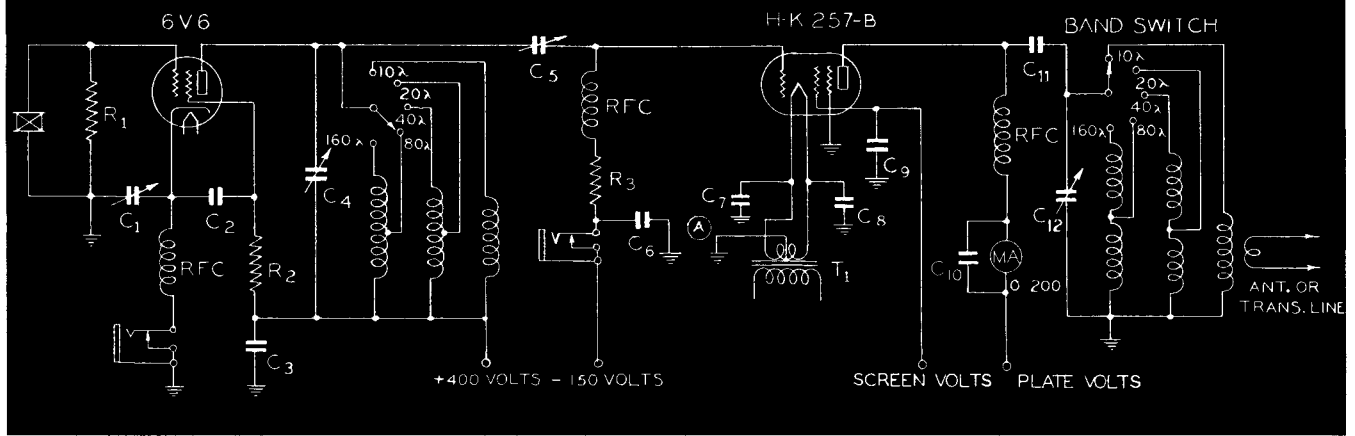 6V6
H-K 257-B
BAND SWITCH
R₁
C₁
C₂
RFC
V
R₂
C₃
C₄
10λ
20λ
40λ
80λ
160λ
C₅
RFC
R₃
V
C₆
+400 VOLTS
-150 VOLTS
C₇
A
C₈
T₁
C₉
SCREEN VOLTS
PLATE VOLTS
RFC
C₁₀
MA
0 200
C₁₁
C₁₂
10λ
20λ
40λ
80λ
160λ
ANT. OR
TRANS. LINE